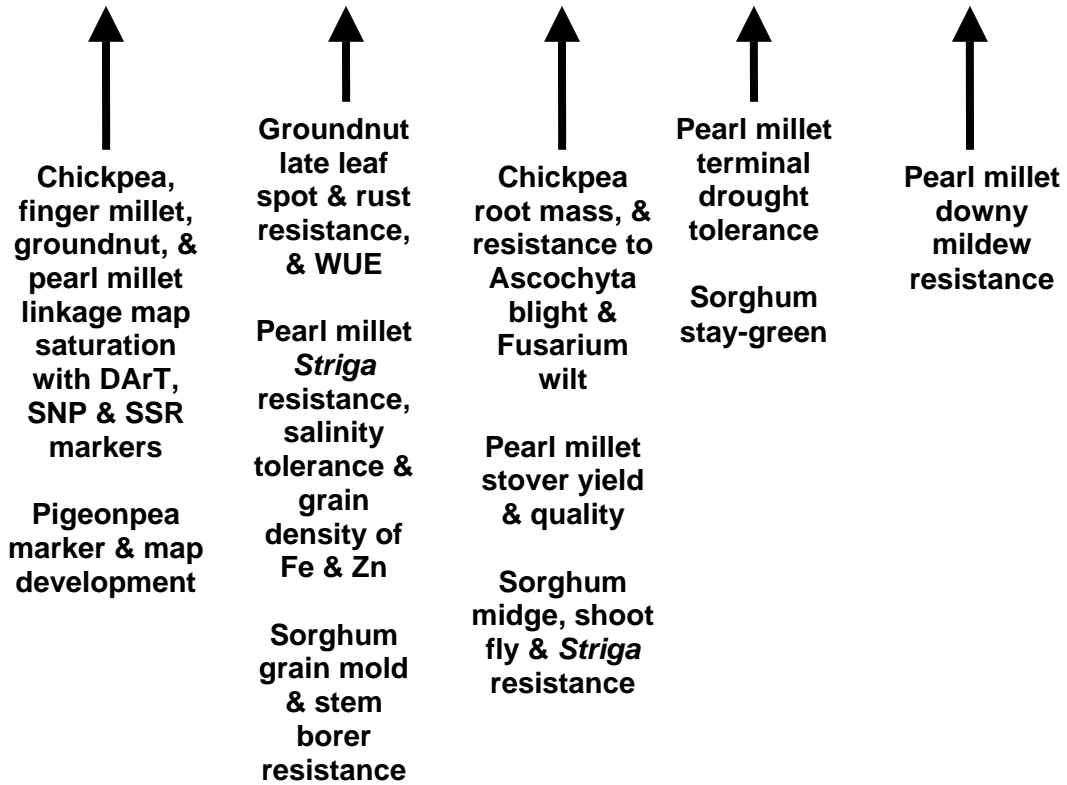 Chickpea,
finger millet,
groundnut, &
pearl millet
linkage map
saturation
with DArT,
SNP & SSR
markers
Pigeonpea
marker & map
development
Groundnut
late leaf
spot & rust
resistance,
& WUE
Pearl millet
Striga
resistance,
salinity
tolerance &
grain
density of
Fe & Zn
Sorghum
grain mold
& stem
borer
resistance
Chickpea
root mass, &
resistance to
Ascochyta
blight &
Fusarium
wilt
Pearl millet
stover yield
& quality
Sorghum
midge, shoot
fly & Striga
resistance
Pearl millet
terminal
drought
tolerance
Sorghum
stay-green
Pearl millet
downy
mildew
resistance